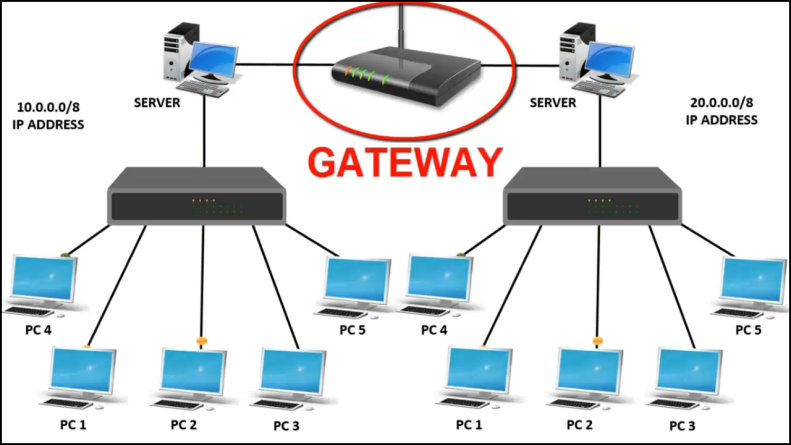 SERVER
SERVER
10.0.0.0/8
IP ADDRESS
20.0.0.0/8
IP ADDRESS
GATEWAY
PC 4
PC 5
PC 4
PC 5
PC 1
PC 2
PC 3
PC 1
PC 2
PC 3